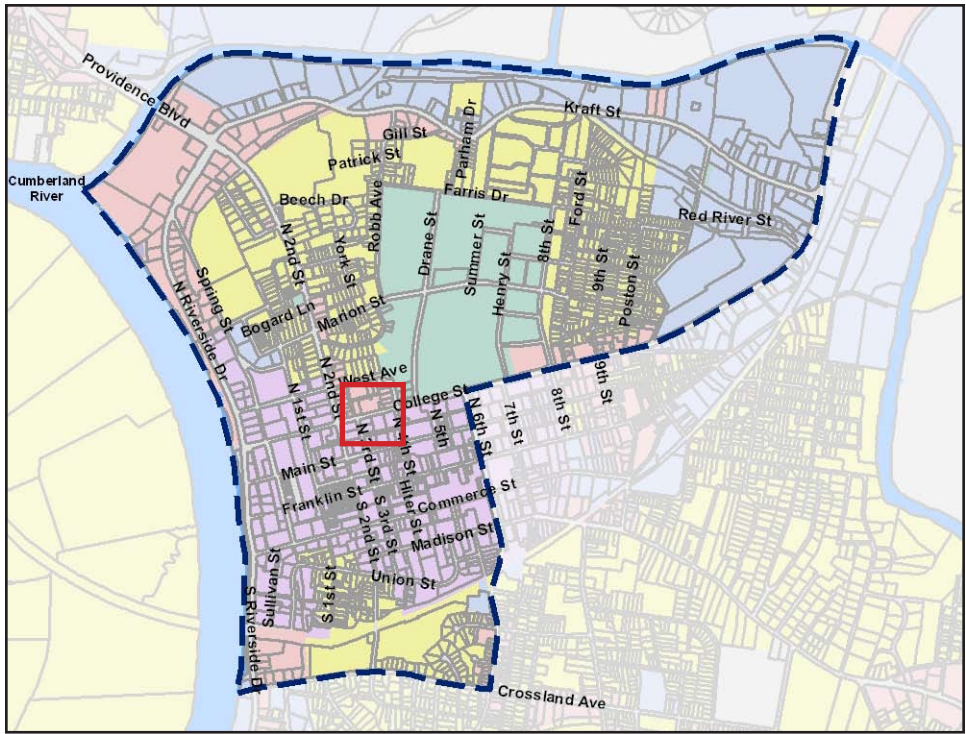 Providence Blvd
Kraft St
Gill St
Parham Dr
Patrick St
Cumberland
River
Beech Dr
Farris Dr
Robb Ave
Ford St
Red River St
N 2nd St
York St
Drane St
Summer St
8th St
Henry St
9th St
Poston St
Spring St
N Riverside Dr
Bogard Ln
Marion St
West Ave
9th St
N 1st St
N 2nd St
College St
8th St
7th St
N 6th St
N 5th
N 4th St
N 3rd St
Main St
Franklin St
Hiter St
Commerce St
S 3rd St
S 2nd St
Madison St
Union St
Sullivan St
S 1st St
S Riverside Dr
Crossland Ave